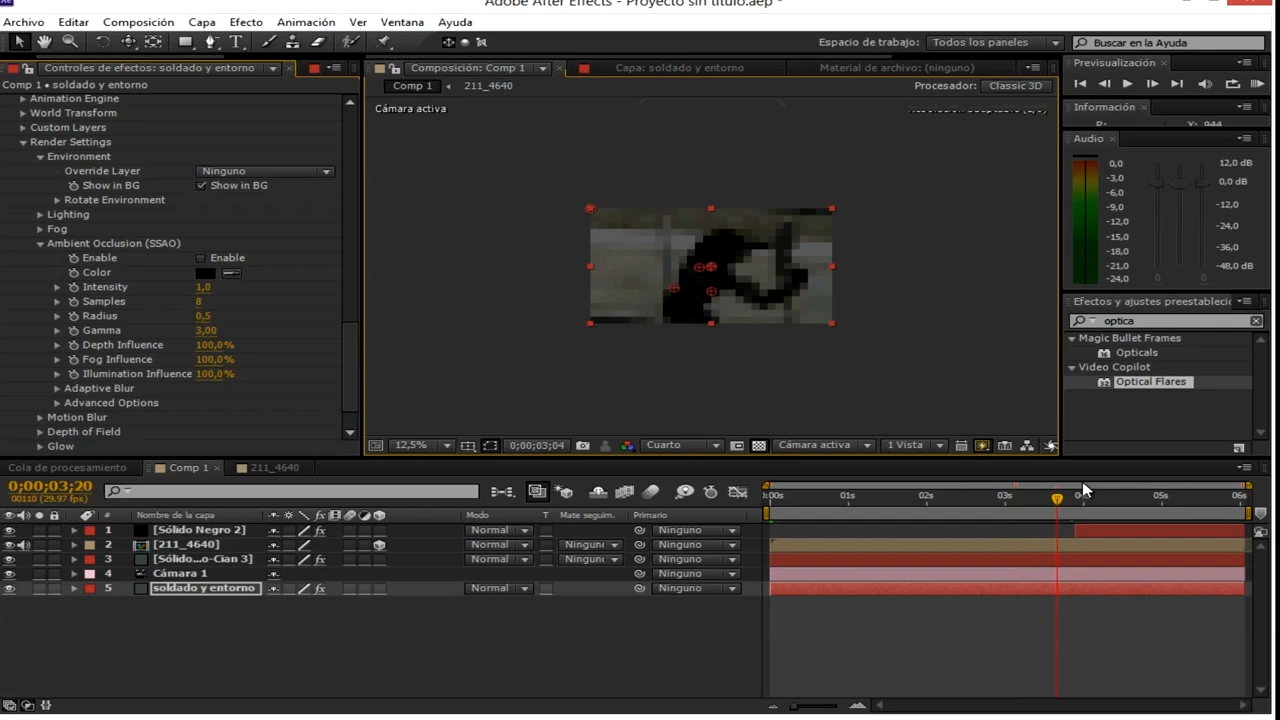 Adobe After Effects - Proyecto sin título.aep *
Archivo Editar Composición Capa Efecto Animación Ver Ventana Ayuda
Espacio de trabajo: Todos los paneles Buscar en la Ayuda
Controles de efectos: soldado y entorno
Comp 1 • soldado y entorno
Animation Engine
World Transform
Custom Layers
Render Settings
Environment
Override Layer Ninguno
Show in BG Show in BG
Rotate Environment
Lighting
Fog
Ambient Occlusion (SSAO)
Enable Enable
Color
Intensity 1,0
Samples 8
Radius 0,5
Gamma 3,00
Depth Influence 100,0%
Fog Influence 100,0%
Illumination Influence 100,0%
Adaptive Blur
Advanced Options
Motion Blur
Depth of Field
Glow
Composición: Comp 1 Capa: soldado y entorno Material de archivo: (ninguno)
Comp 1 211_4640 Procesador: Classic 3D
Cámara activa
12,5% 0;00;03;04 Cuarto Cámara activa 1 Vista
Previsualización
Información
Y: 944
Audio
0,0 12,0 dB
-3,0
-6,0 0,0 dB
-9,0
-12,0 -12,0
-15,0
-18,0 -24,0
-21,0 -36,0
-24,0 -48,0 dB
Efectos y ajustes preestableci
optica
Magic Bullet Frames
Opticals
Video Copilot
Optical Flares
Cola de procesamiento Comp 1 211_4640
0;00;03;20
00110 (29.97 fps)
# Nombre de la capa Modo T Mate seguim. Primario
:00s 01s 02s 03s 05s 06s
1 [Sólido Negro 2] Normal Ninguno
2 [211_4640] Normal Ninguno Ninguno
3 [Sólido...o-Cian 3] Normal Ninguno Ninguno
4 Cámara 1 Ninguno
5 soldado y entorno Normal Ninguno